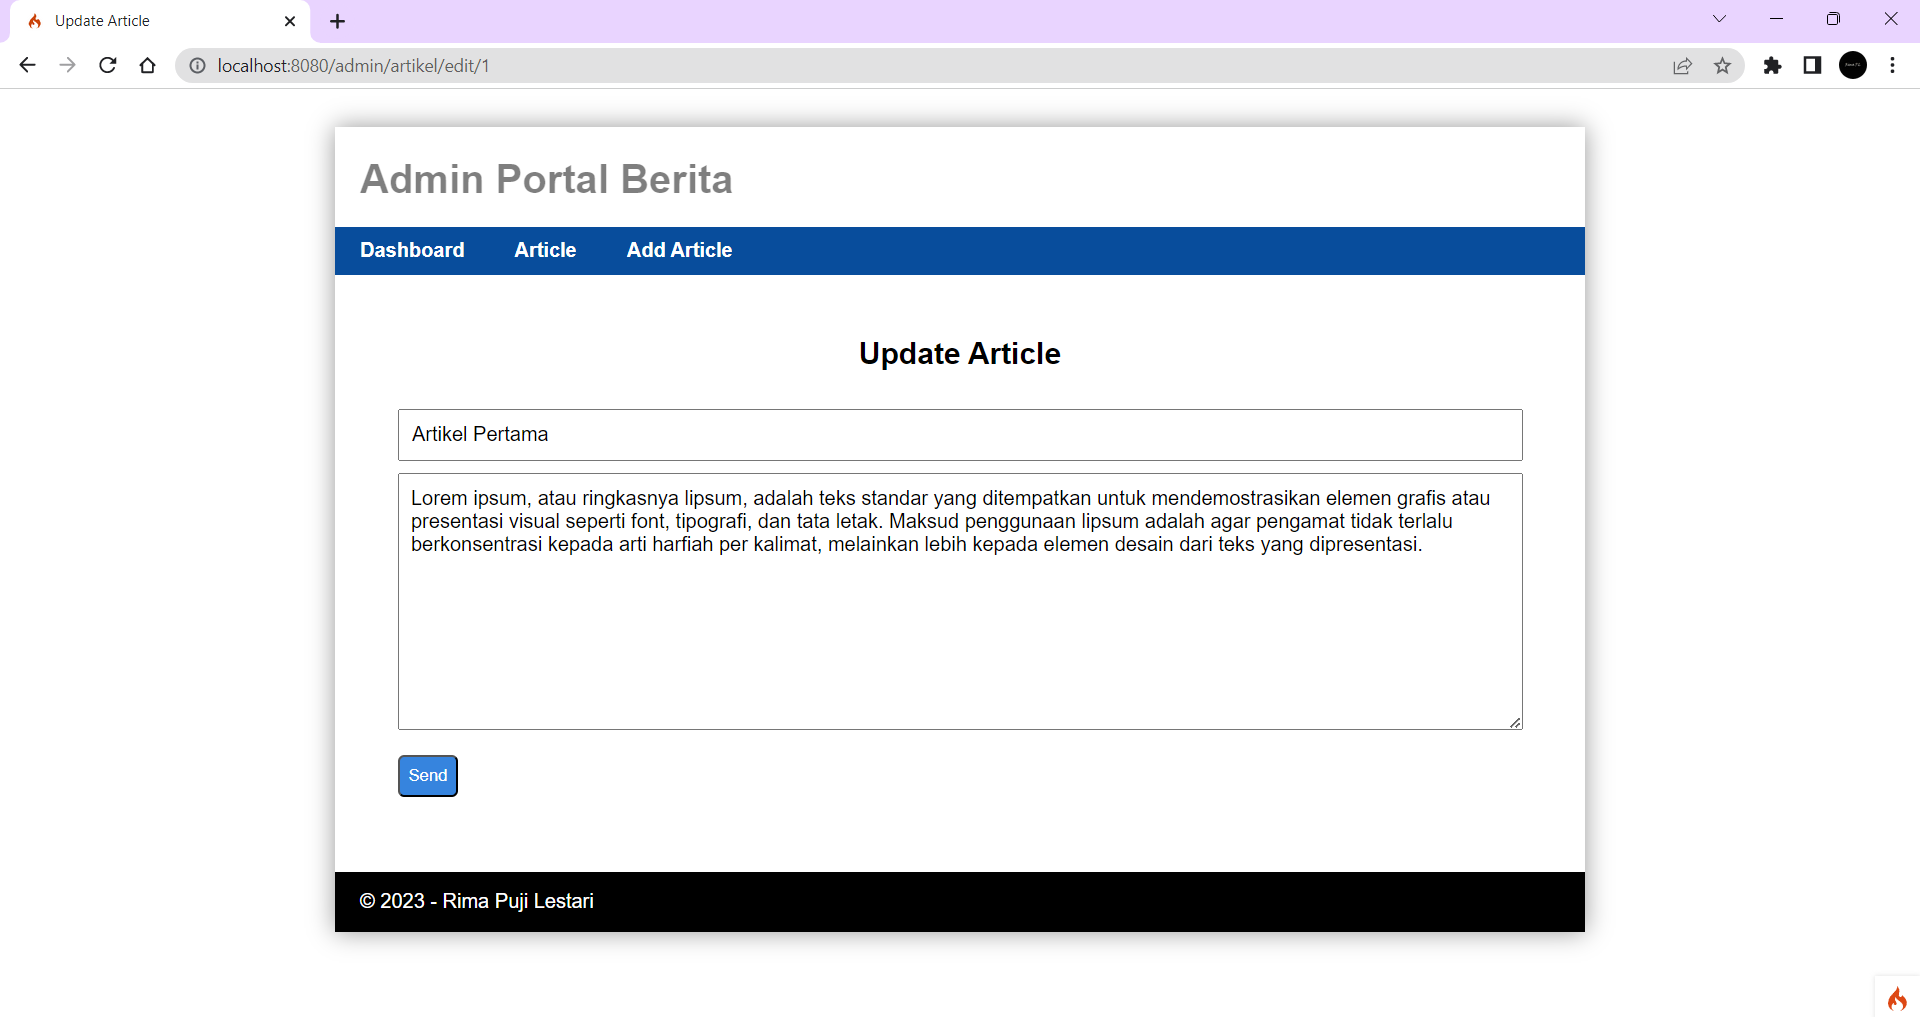 Update Article
localhost:8080/admin/artikel/edit/1
Admin Portal Berita
Dashboard Article Add Article
Update Article
Artikel Pertama
Lorem ipsum, atau ringkasnya lipsum, adalah teks standar yang ditempatkan untuk mendemostrasikan elemen grafis atau
presentasi visual seperti font, tipografi, dan tata letak. Maksud penggunaan lipsum adalah agar pengamat tidak terlalu
berkonsentrasi kepada arti harfiah per kalimat, melainkan lebih kepada elemen desain dari teks yang dipresentasi.
Send
© 2023 - Rima Puji Lestari